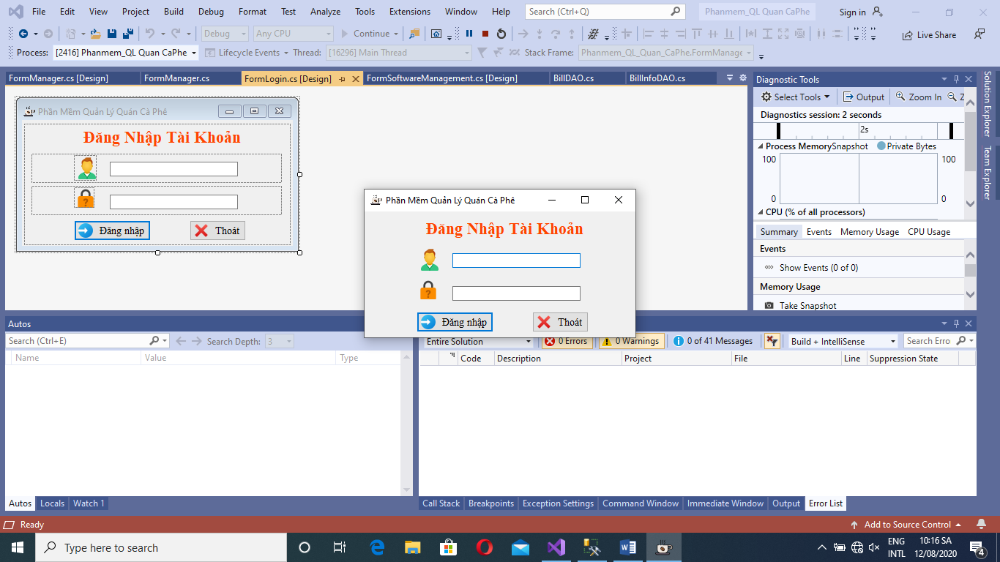 File Edit View Project Build Debug Format Test Analyze Tools Extensions Window Help Search (Ctrl+Q) Phanmem_QL Quan CaPhe Sign in
Debug Any CPU Continue Live Share
Process: [2416] Phanmem_QL Quan CaPhe Lifecycle Events Thread: [16296] Main Thread Stack Frame: Phanmem_QL_Quan_CaPhe.FormManage
FormManager.cs [Design] FormManager.cs FormLogin.cs [Design] FormSoftwareManagement.cs [Design] BillDAO.cs BillInfoDAO.cs
Phần Mềm Quản Lý Quán Cà Phê
Đăng Nhập Tài Khoản
Đăng nhập Thoát
Phần Mềm Quản Lý Quán Cà Phê
Đăng Nhập Tài Khoản
Đăng nhập Thoát
Diagnostic Tools
Select Tools Output Zoom In Z
Diagnostics session: 2 seconds
2s
Process Memory Snapshot Private Bytes
100 100
0 0
CPU (% of all processors)
Summary Events Memory Usage CPU Usage
Events
Show Events (0 of 0)
Memory Usage
Take Snapshot
Solution Explorer
Team Explorer
Autos
Search (Ctrl+E) Search Depth: 3
Name Value Type
Entire Solution 0 Errors 0 Warnings 0 of 41 Messages Build + IntelliSense Search Erro
Code Description Project File Line Suppression State
Autos Locals Watch 1
Call Stack Breakpoints Exception Settings Command Window Immediate Window Output Error List
Ready Add to Source Control
Type here to search
ENG 10:16 SA
INTL 12/08/2020
4